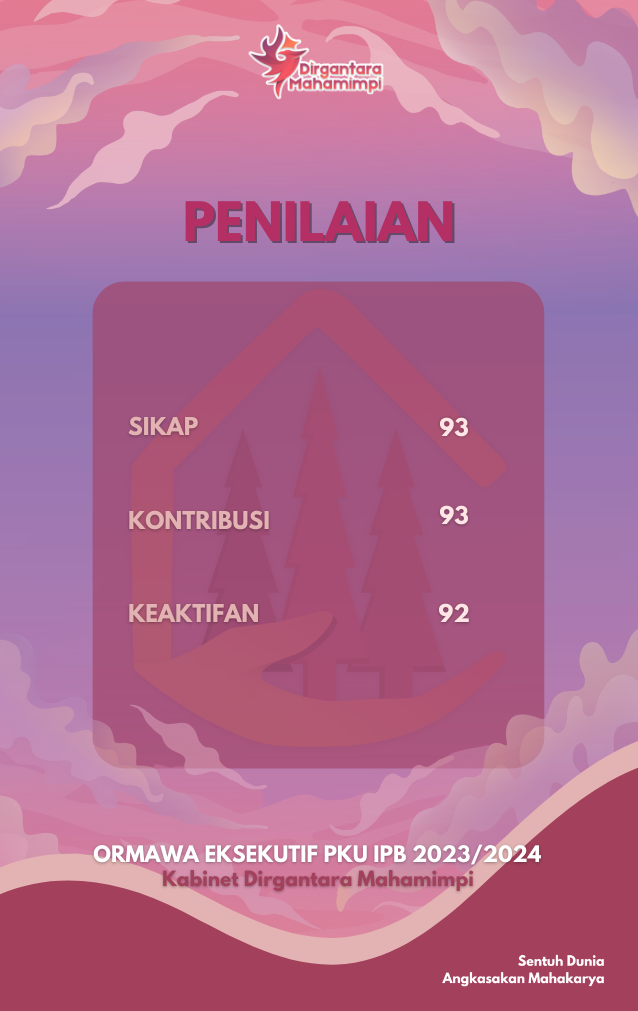 Dirgantara
Mahamimpi
PENILAIAN
SIKAP 93
KONTRIBUSI 93
KEAKTIFAN 92
ORMAWA EKSEKUTIF PKU IPB 2023/2024
Kabinet Dirgantara Mahamimpi
Sentuh Dunia
Angkasakan Mahakarya